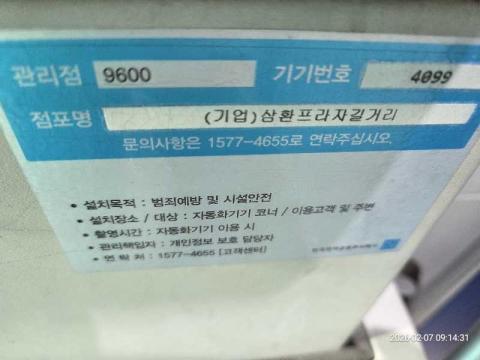 관리점 9600 기기번호 4099
점포명 (기업)삼환프라자길거리
문의사항은 1577-4655로 연락주십시오.
• 설치목적 : 범죄예방 및 시설안전
• 설치장소 / 대상 : 자동화기기 코너 / 이용고객 및 주변
• 촬영시간 : 자동화기기 이용 시
• 관리책임자 : 개인정보 보호 담당자
• 연 락 처 : 1577-4655 [고객센터]
2026-02-07 09:14:31